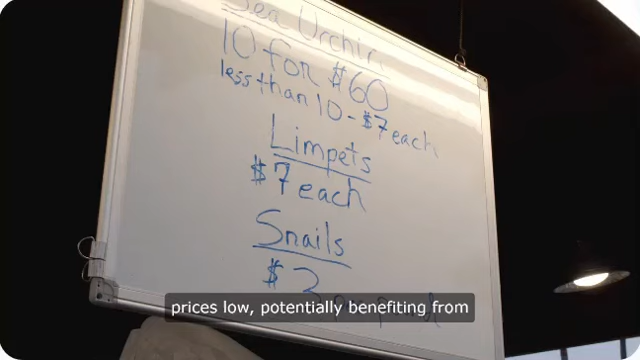 Sea Urchin
10 for $60
less than 10 - $7 each
Limpets
$7 each
Snails
$3
prices low, potentially benefiting from